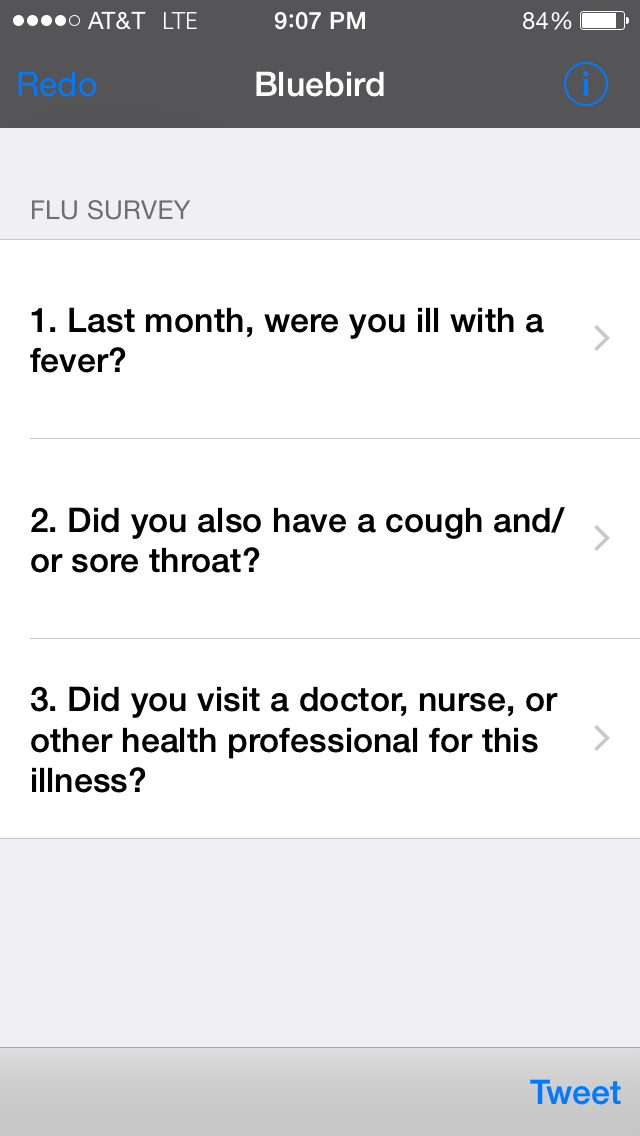 AT&T LTE 9:07 PM 84%
Redo Bluebird i
FLU SURVEY
1. Last month, were you ill with a
fever?
2. Did you also have a cough and/
or sore throat?
3. Did you visit a doctor, nurse, or
other health professional for this
illness?
Tweet